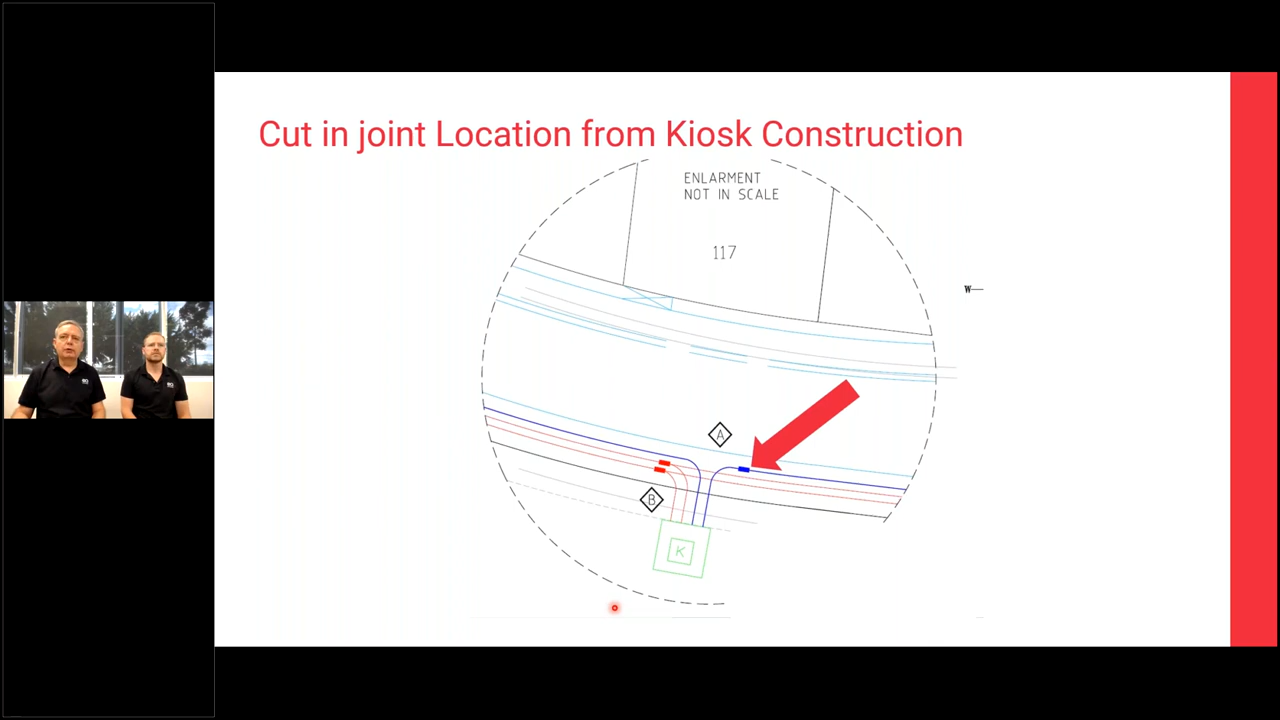 Cut in joint Location from Kiosk Construction
ENLARMENT
NOT IN SCALE
117
W
A
B
K